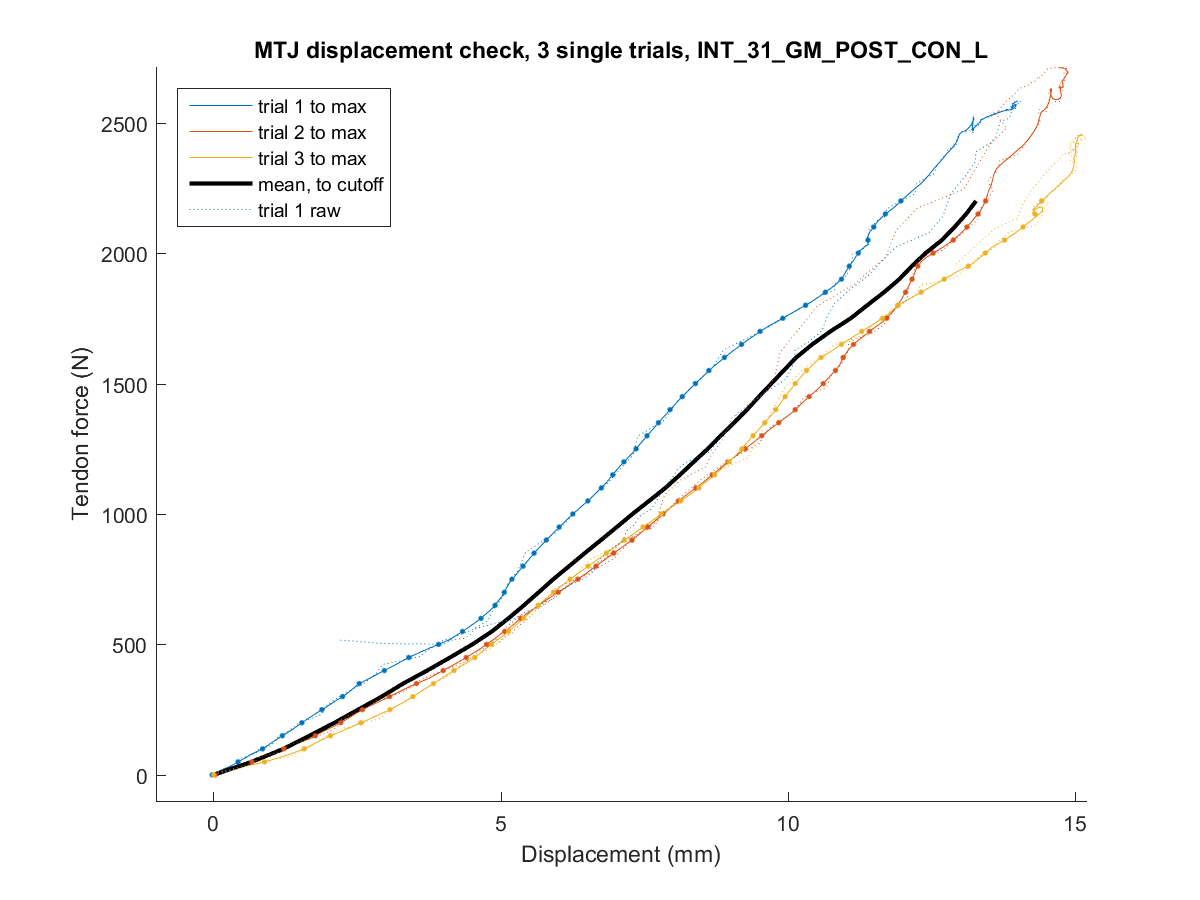 MTJ displacement check, 3 single trials, INT_31_GM_POST_CON_L
trial 1 to max
trial 2 to max
trial 3 to max
mean, to cutoff
trial 1 raw
2500
2000
1500
1000
500
0
Tendon force (N)
0 5 10 15
Displacement (mm)